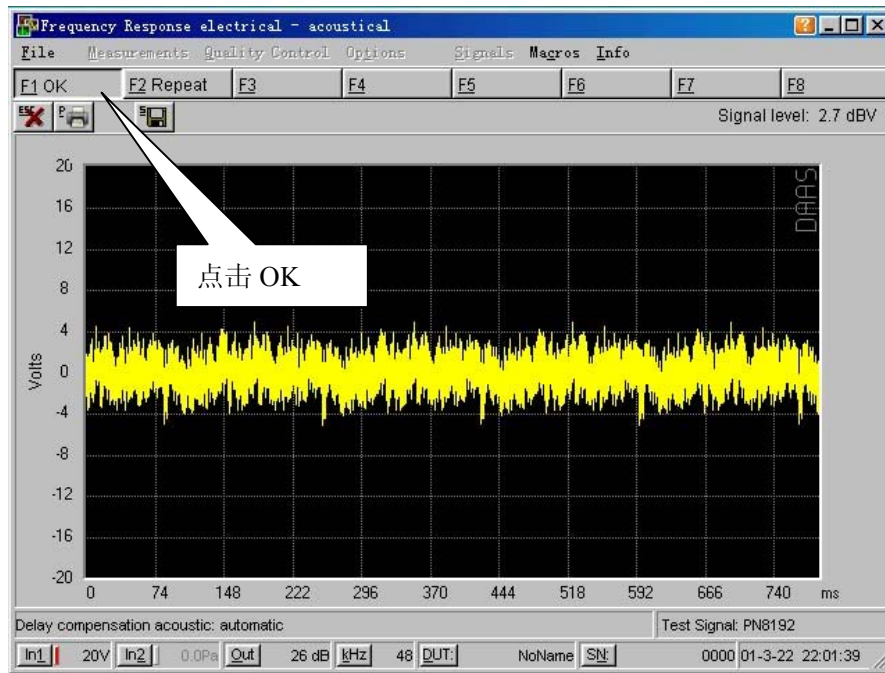 Frequency Response electrical - acoustical
File Measurements Quality Control Options Signals Macros Info
F1 OK F2 Repeat F3 F4 F5 F6 F7 F8
ESC P S Signal level: 2.7 dBV
DAAS
20
16
12
8
4
0
-4
-8
-12
-16
-20
Volts
点击 OK
0 74 148 222 296 370 444 518 592 666 740 ms
Delay compensation acoustic: automatic Test Signal: PN8192
In1 20V In2 0.0Pa Out 26 dB kHz 48 DUT: NoName SN: 0000 01-3-22 22:01:39